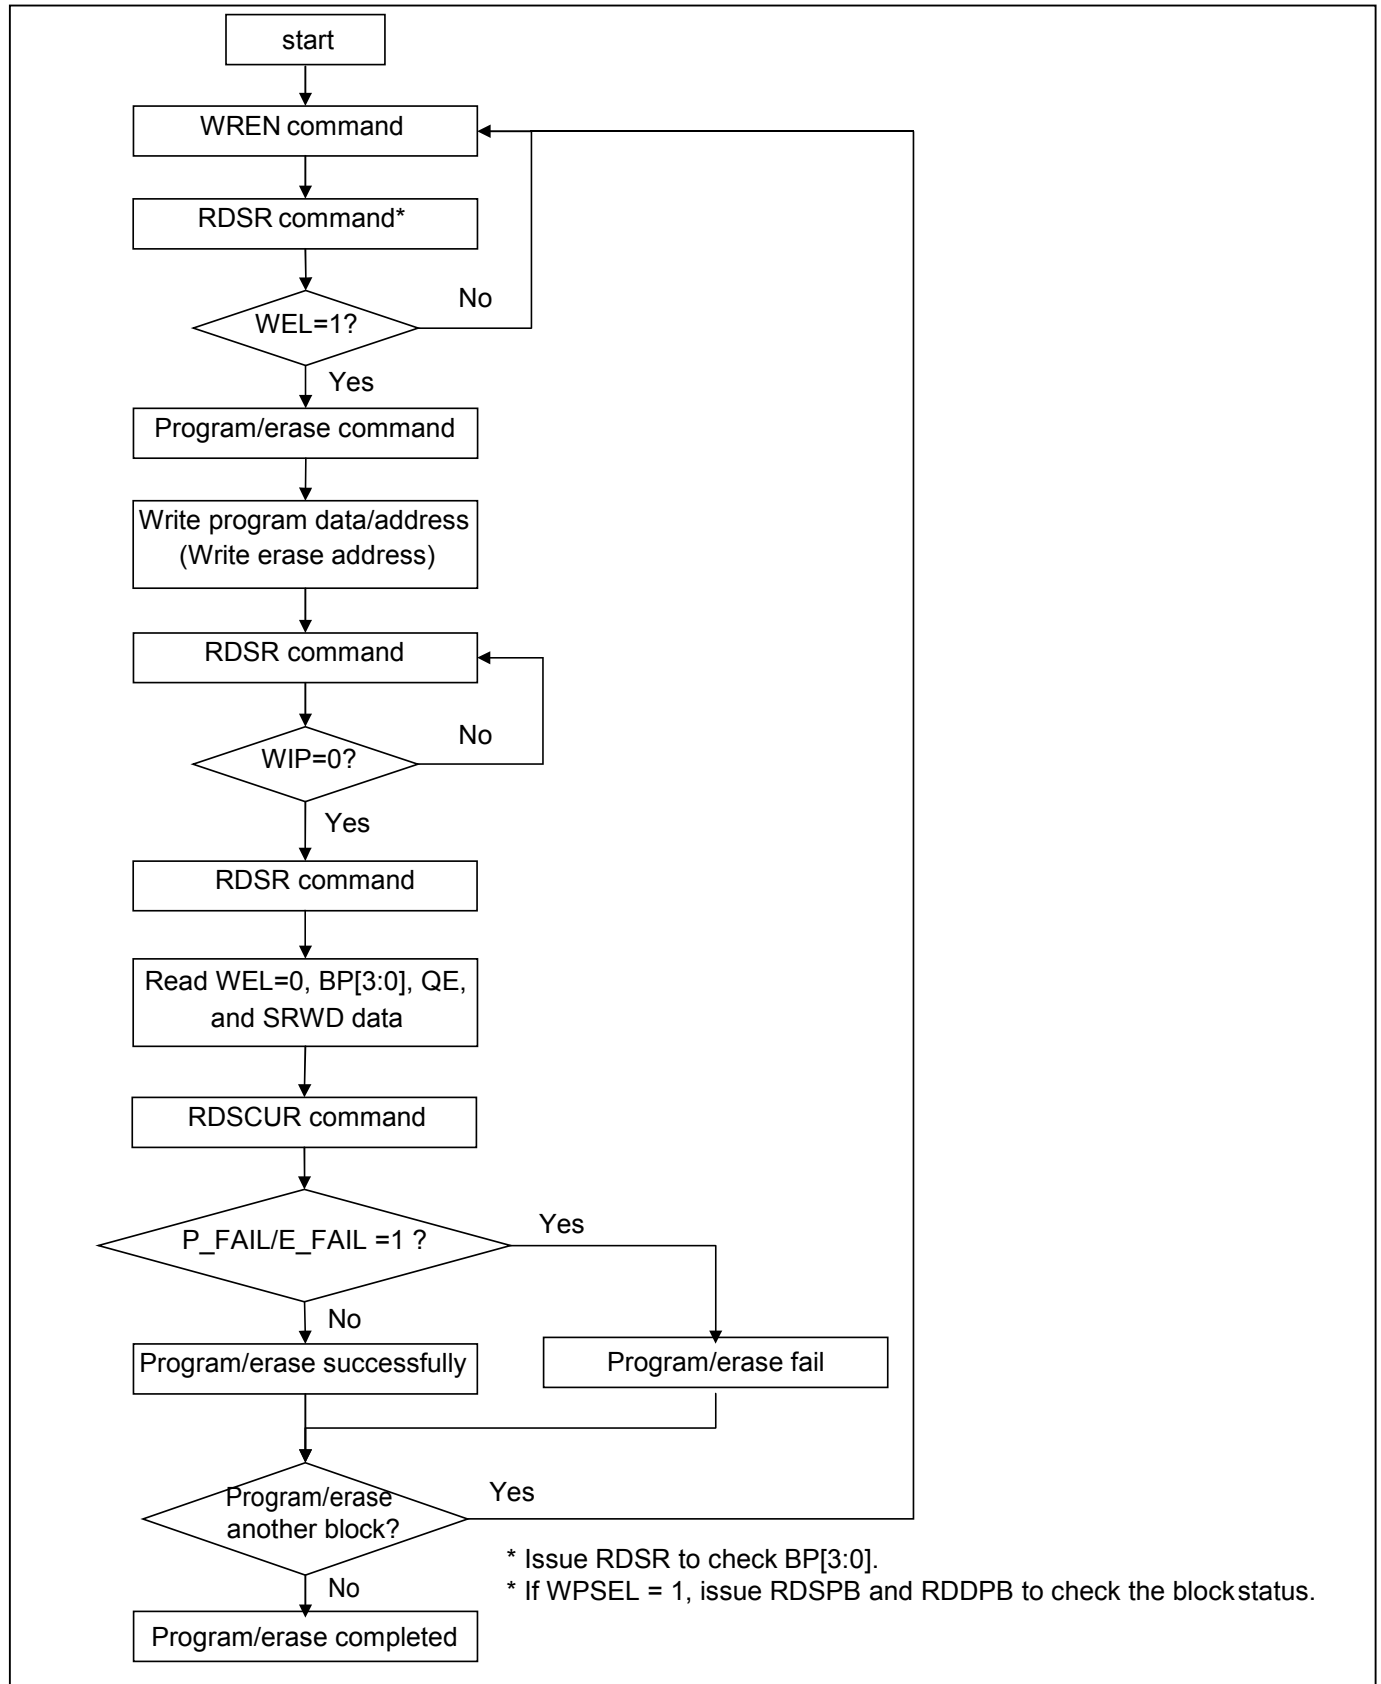 start
WREN command
RDSR command*
No
WEL=1?
Yes
Program/erase command
Write program data/address
(Write erase address)
RDSR command
No
WIP=0?
Yes
RDSR command
Read WEL=0, BP[3:0], QE,
and SRWD data
RDSCUR command
Yes
P_FAIL/E_FAIL =1 ?
No
Program/erase successfully
Program/erase fail
Yes
Program/erase
another block?
* Issue RDSR to check BP[3:0].
No
* If WPSEL = 1, issue RDSPB and RDDPB to check the block status.
Program/erase completed